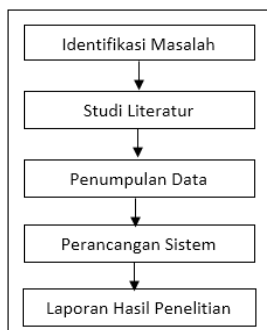 Identifikasi Masalah
Studi Literatur
Penumpulan Data
Perancangan Sistem
Laporan Hasil Penelitian